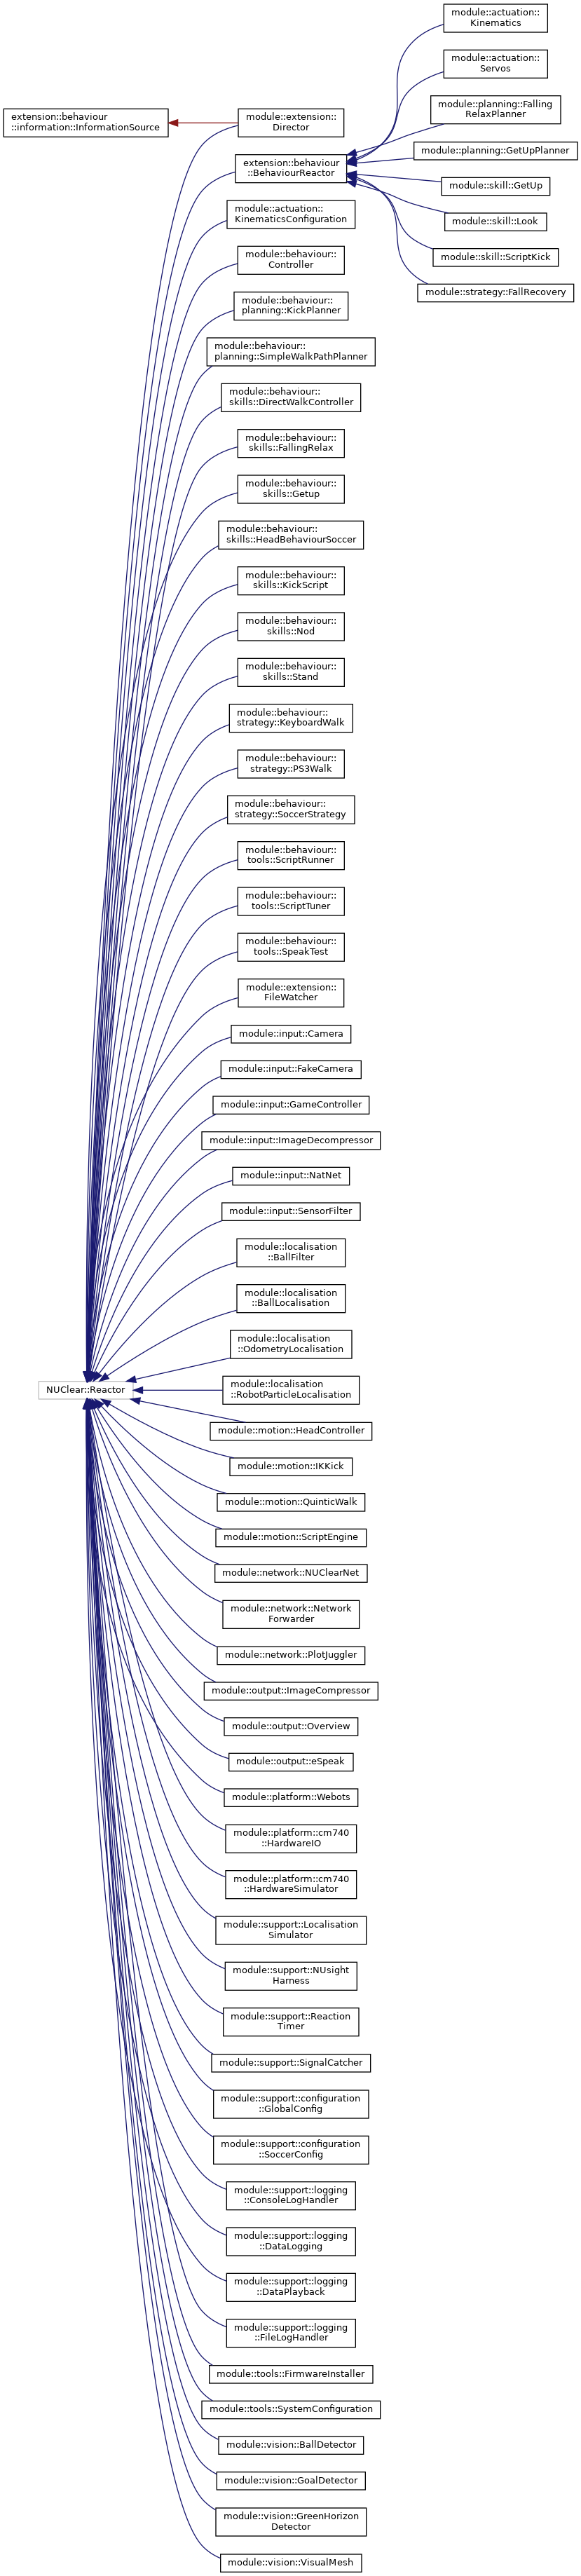 module::actuation::
Kinematics
module::actuation::
Servos
module::planning::Falling
RelaxPlanner
module::planning::GetUpPlanner
module::skill::GetUp
module::skill::Look
module::skill::ScriptKick
module::strategy::FallRecovery
extension::behaviour
::information::InformationSource
module::extension::
Director
extension::behaviour
::BehaviourReactor
module::actuation::
KinematicsConfiguration
module::behaviour::
Controller
module::behaviour::
planning::KickPlanner
module::behaviour::
planning::SimpleWalkPathPlanner
module::behaviour::
skills::DirectWalkController
module::behaviour::
skills::FallingRelax
module::behaviour::
skills::Getup
module::behaviour::
skills::HeadBehaviourSoccer
module::behaviour::
skills::KickScript
module::behaviour::
skills::Nod
module::behaviour::
skills::Stand
module::behaviour::
strategy::KeyboardWalk
module::behaviour::
strategy::PS3Walk
module::behaviour::
strategy::SoccerStrategy
module::behaviour::
tools::ScriptRunner
module::behaviour::
tools::ScriptTuner
module::behaviour::
tools::SpeakTest
module::extension::
FileWatcher
module::input::Camera
module::input::FakeCamera
module::input::GameController
module::input::ImageDecompressor
module::input::NatNet
module::input::SensorFilter
module::localisation
::BallFilter
module::localisation
::BallLocalisation
module::localisation
::OdometryLocalisation
NUClear::Reactor
module::localisation
::RobotParticleLocalisation
module::motion::HeadController
module::motion::IKKick
module::motion::QuinticWalk
module::motion::ScriptEngine
module::network::NUClearNet
module::network::Network
Forwarder
module::network::PlotJuggler
module::output::ImageCompressor
module::output::Overview
module::output::eSpeak
module::platform::Webots
module::platform::cm740
::HardwareIO
module::platform::cm740
::HardwareSimulator
module::support::Localisation
Simulator
module::support::NUsight
Harness
module::support::Reaction
Timer
module::support::SignalCatcher
module::support::configuration
::GlobalConfig
module::support::configuration
::SoccerConfig
module::support::logging
::ConsoleLogHandler
module::support::logging
::DataLogging
module::support::logging
::DataPlayback
module::support::logging
::FileLogHandler
module::tools::FirmwareInstaller
module::tools::SystemConfiguration
module::vision::BallDetector
module::vision::GoalDetector
module::vision::GreenHorizon
Detector
module::vision::VisualMesh